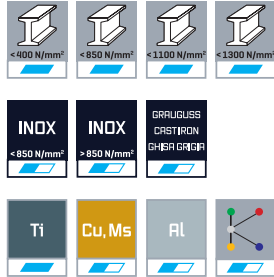 <400 N/mm² <850 N/mm² <1100 N/mm² <1300 N/mm²
INOX INOX GRAUGUSS
CAST IRON
GHISA GRIGIA
<850 N/mm² >850 N/mm²
Ti Cu, Ms Al